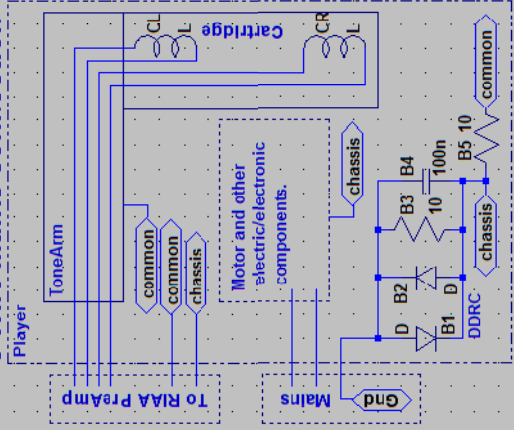 Player
ToneArm
CL
L
CR
L
Cartridge
common
common
chassis
Motor and other
electric/electronic
components.
chassis
common
B5 10
B4
100n
B3
10
chassis
B2
D
D
B1
DDRC
To RIAA PreAmp
Mains
Gnd